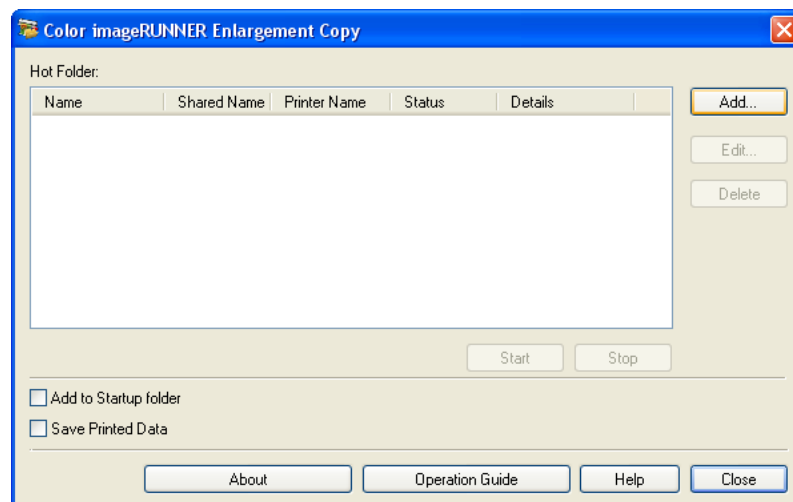 Color imageRUNNER Enlargement Copy
Hot Folder:
Name Shared Name Printer Name Status Details
Add...
Edit...
Delete
Start Stop
Add to Startup folder
Save Printed Data
About Operation Guide Help Close